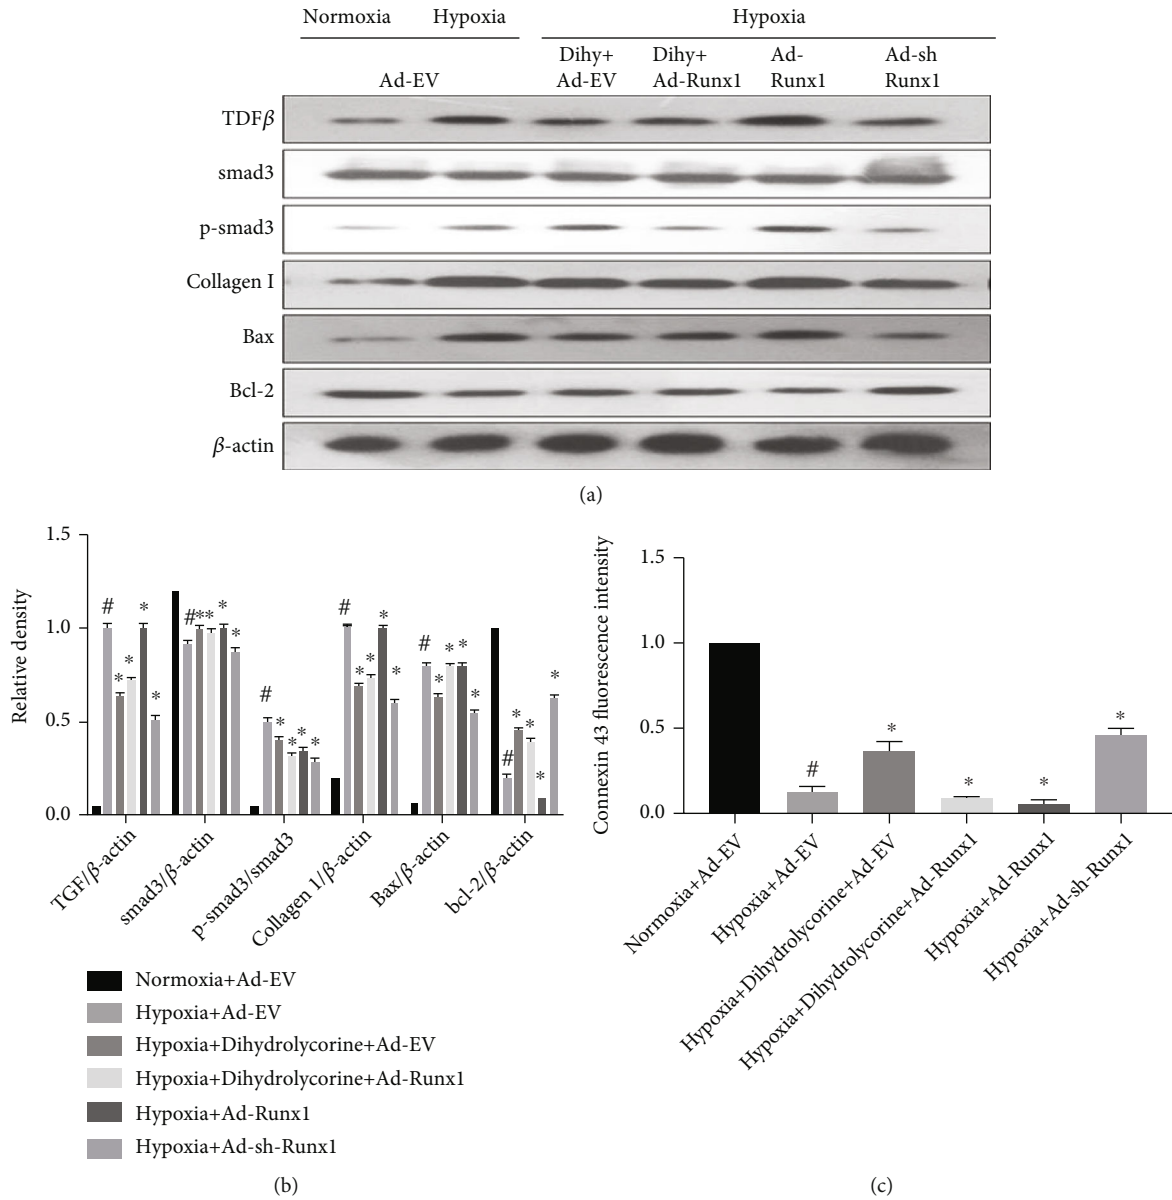 Normoxia Hypoxia Hypoxia
Dihy+ Dihy+ Ad- Ad-sh
Ad-EV Ad-EV Ad-Runx1 Runx1 Runx1
TDFβ
smad3
p-smad3
Collagen I
Bax
Bcl-2
β-actin
(a)
Relative density
1.5
1.0
0.5
0.0
# * * * *
# * * * *
# * * * *
# * * * *
# * * * *
# * * * *
TGF/β-actin
smad3/β-actin
p-smad3/smad3
Collagen 1/β-actin
Bax/β-actin
bcl-2/β-actin
Normoxia+Ad-EV
Hypoxia+Ad-EV
Hypoxia+Dihydrolycorine+Ad-EV
Hypoxia+Dihydrolycorine+Ad-Runx1
Hypoxia+Ad-Runx1
Hypoxia+Ad-sh-Runx1
(b)
Connexin 43 fluorescence intensity
1.5
1.0
0.5
0.0
# * * * *
Normoxia+Ad-EV
Hypoxia+Ad-EV
Hypoxia+Dihydrolycorine+Ad-EV
Hypoxia+Dihydrolycorine+Ad-Runx1
Hypoxia+Ad-Runx1
Hypoxia+Ad-sh-Runx1
(c)